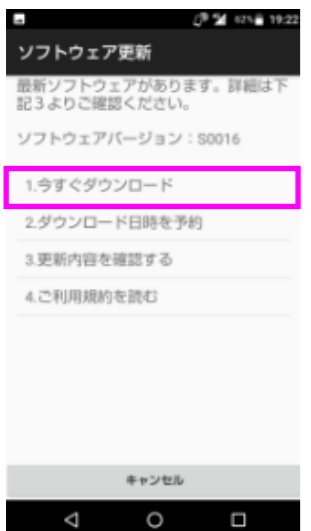 62% 19:22
ソフトウェア更新
最新ソフトウェアがあります。詳細は下
記3よりご確認ください。
ソフトウェアバージョン：S0016
1.今すぐダウンロード
2.ダウンロード日時を予約
3.更新内容を確認する
4.ご利用規約を読む
キャンセル